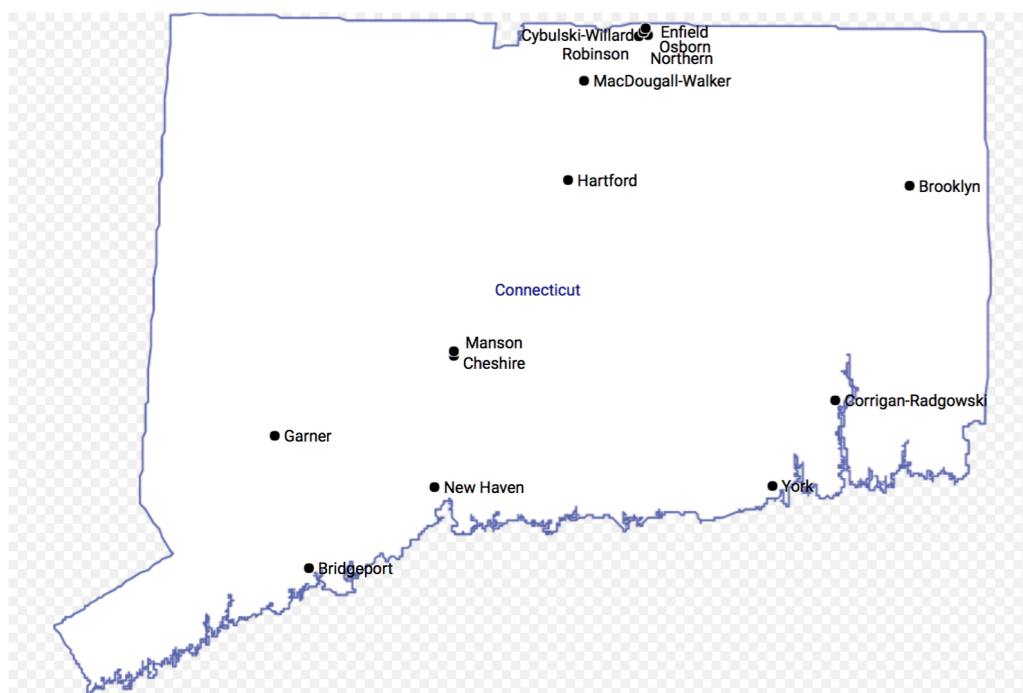 Cybulski-Willard
Enfield
Osborn
Robinson
Northern
MacDougall-Walker
Hartford
Brooklyn
Connecticut
Manson
Cheshire
Corrigan-Radgowski
Garner
New Haven
York
Bridgeport